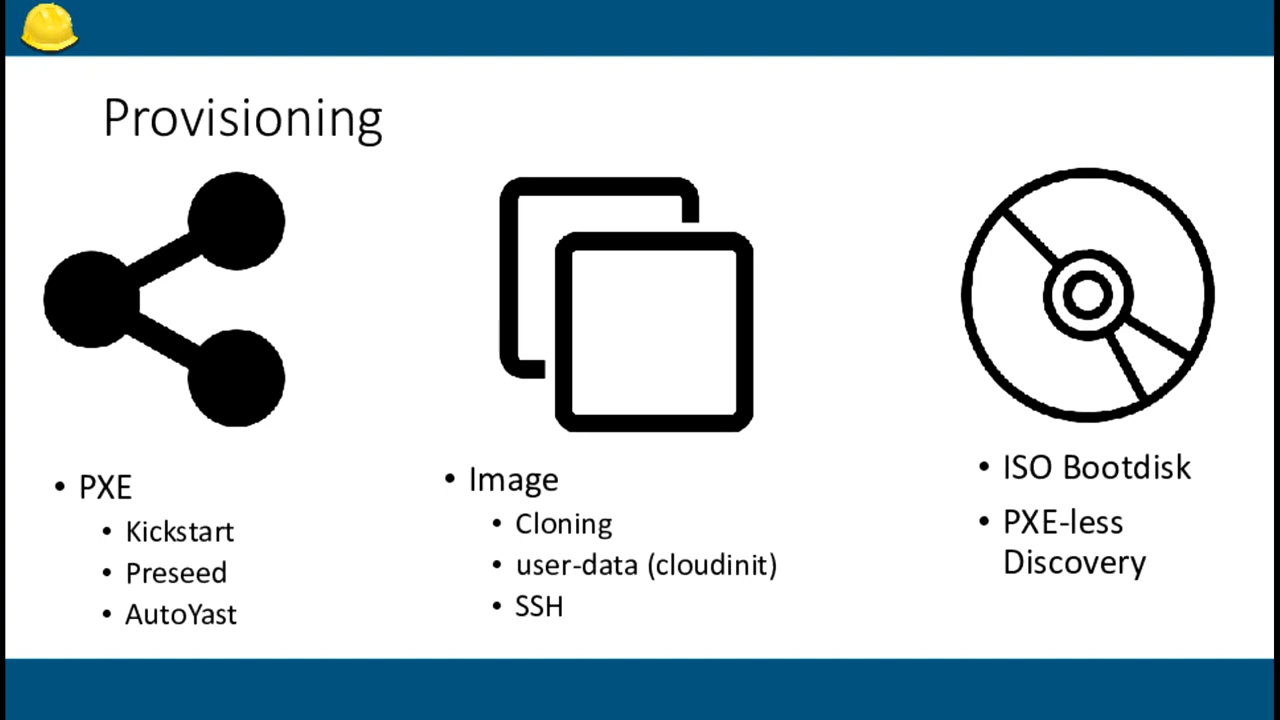 Provisioning
• PXE
• Kickstart
• Preseed
• AutoYast
• Image
• Cloning
• user-data (cloudinit)
• SSH
• ISO Bootdisk
• PXE-less
Discovery